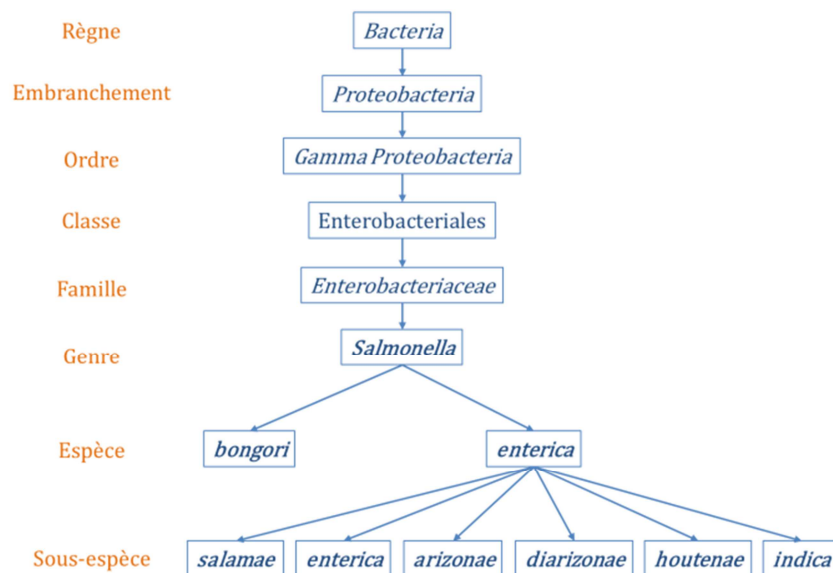 Règne Bacteria
Embranchement Proteobacteria
Ordre Gamma Proteobacteria
Classe Enterobacteriales
Famille Enterobacteriaceae
Genre Salmonella
Espèce bongori enterica
Sous-espèce salamae enterica arizonae diarizonae houtenae indica